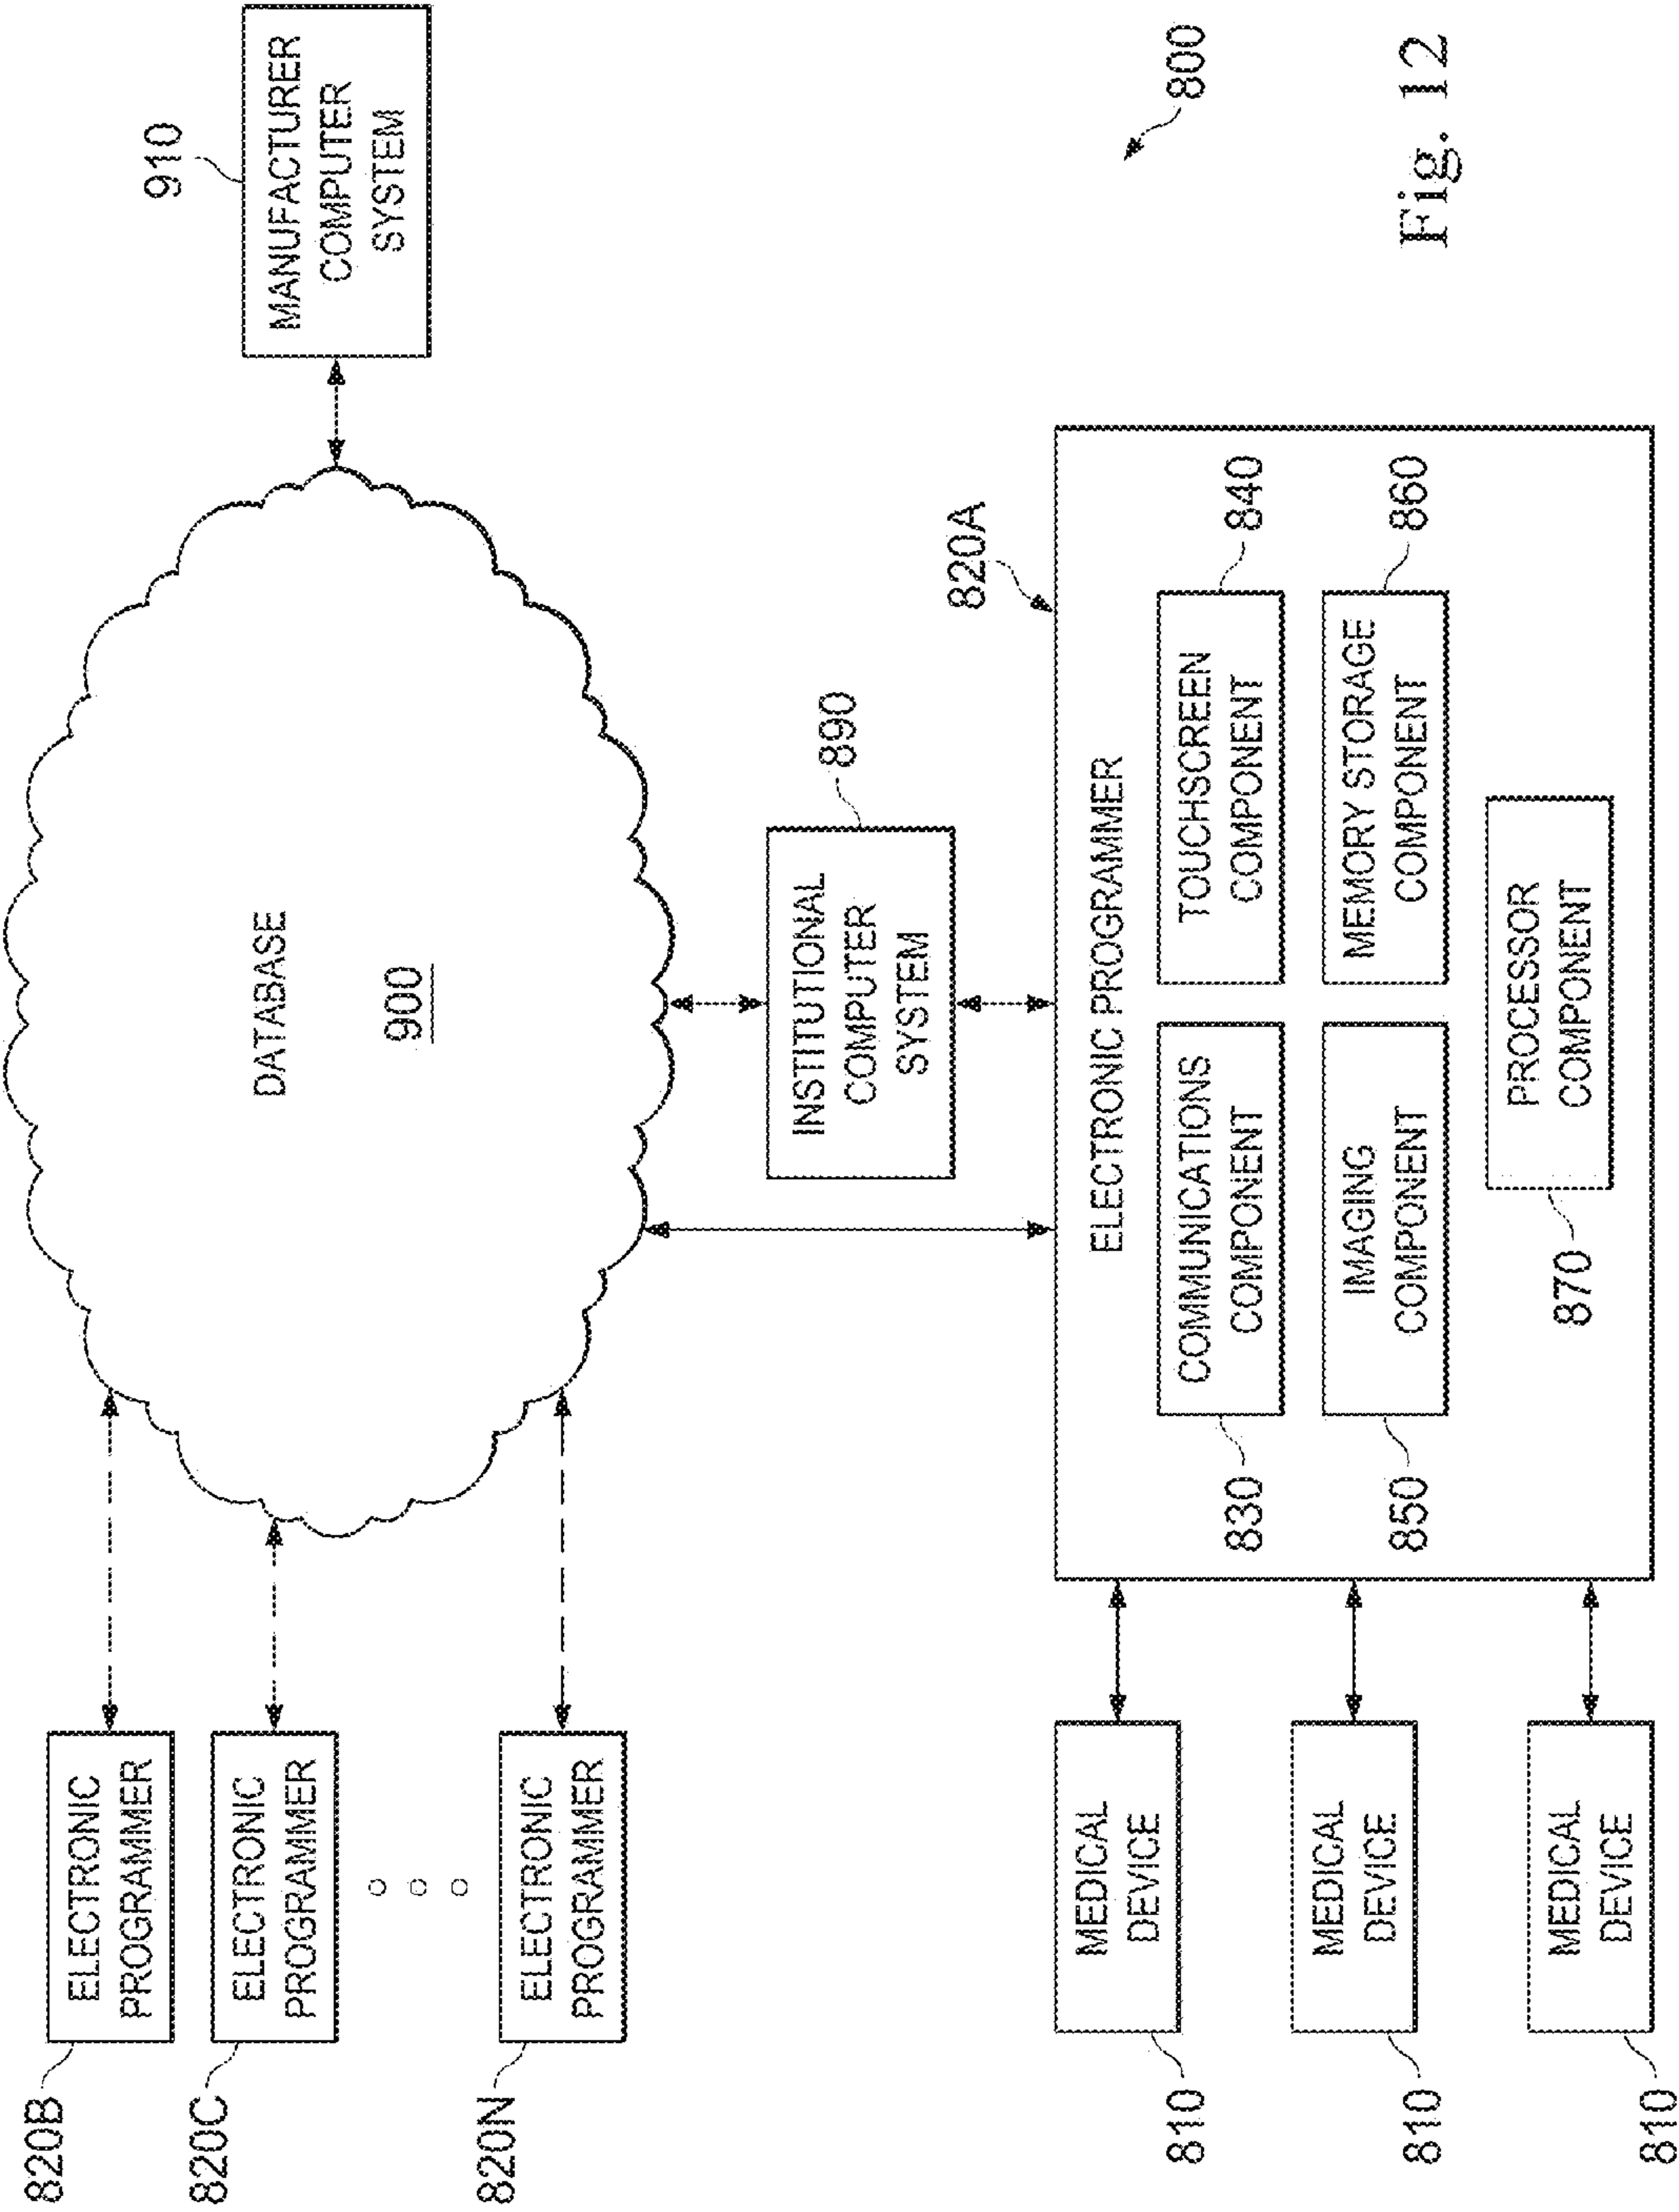 820B
ELECTRONIC
PROGRAMMER
820C
ELECTRONIC
PROGRAMMER
820N
ELECTRONIC
PROGRAMMER
DATABASE
900
910
MANUFACTURER
COMPUTER
SYSTEM
INSTITUTIONAL
COMPUTER
SYSTEM
890
820A
ELECTRONIC PROGRAMMER
830
COMMUNICATIONS
COMPONENT
TOUCHSCREEN
COMPONENT
840
850
IMAGING
COMPONENT
MEMORY STORAGE
COMPONENT
860
870
PROCESSOR
COMPONENT
810
MEDICAL
DEVICE
810
MEDICAL
DEVICE
810
MEDICAL
DEVICE
800
Fig. 12